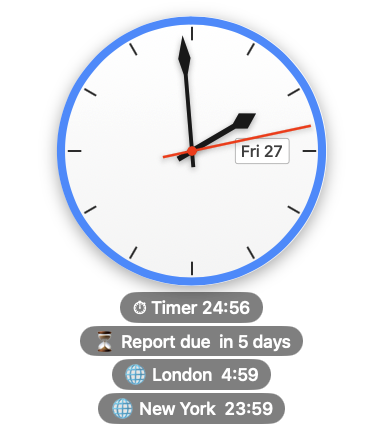 Fri 27
⏱ Timer 24:56
⏳ Report due in 5 days
🌐 London 4:59
🌐 New York 23:59